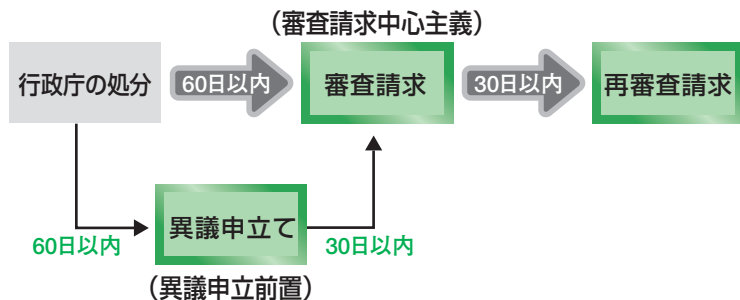 （審査請求中心主義）
行政庁の処分
60日以内
審査請求
30日以内
再審査請求
異議申立て
60日以内
30日以内
（異議申立前置）